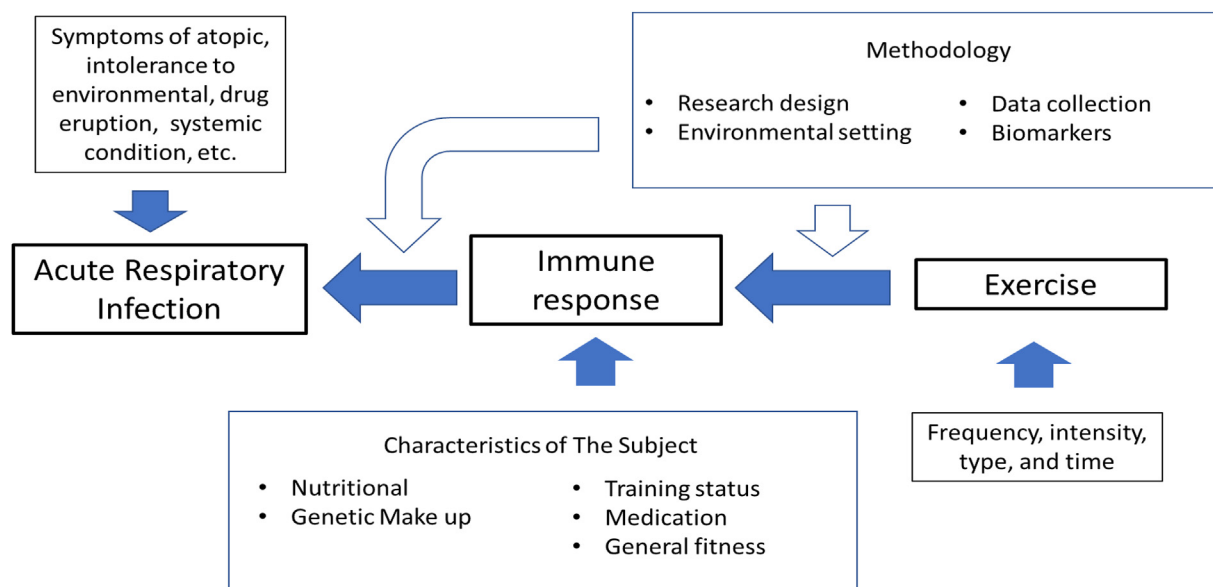 Symptoms of atopic,
intolerance to
environmental, drug
eruption, systemic
condition, etc.
Methodology
• Research design
• Environmental setting
• Data collection
• Biomarkers
Acute Respiratory
Infection
Immune
response
Exercise
Characteristics of The Subject
• Nutritional
• Genetic Make up
• Training status
• Medication
• General fitness
Frequency, intensity,
type, and time